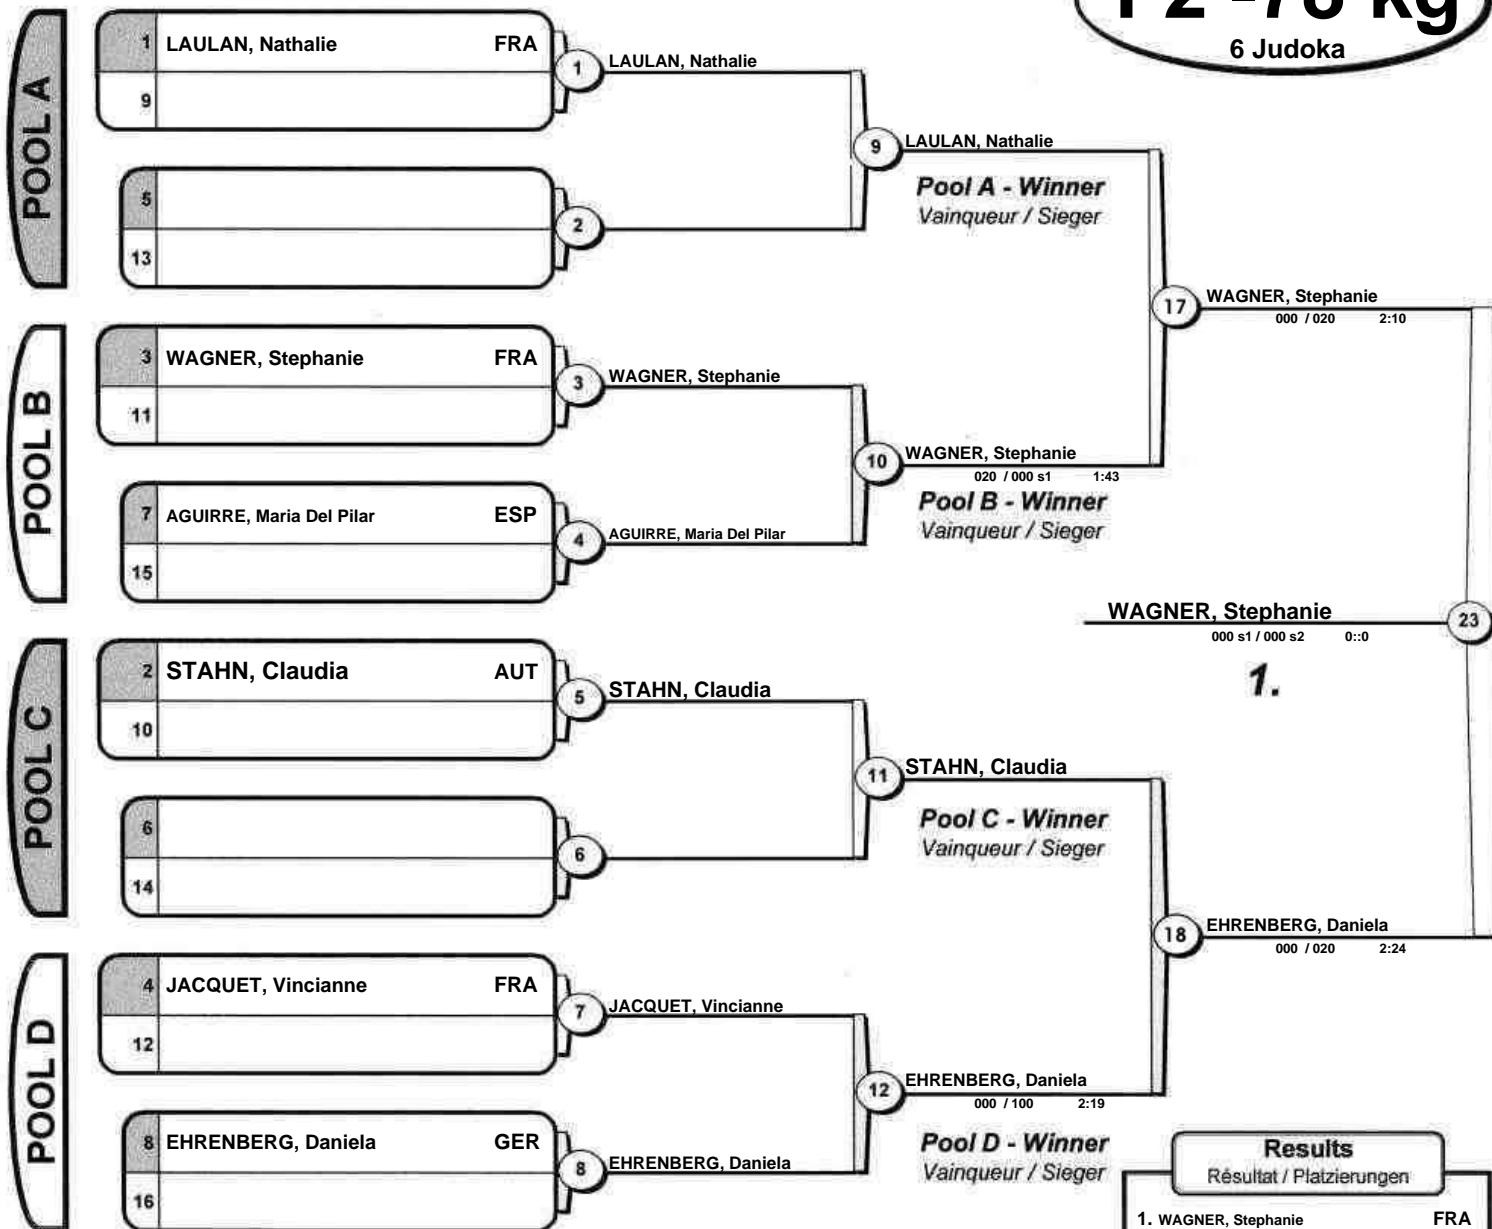 6 Judoka
POOL A
1 LAULAN, Nathalie FRA
9
5
13
1 LAULAN, Nathalie
2
9 LAULAN, Nathalie
Pool A - Winner
Vainqueur / Sieger
17 WAGNER, Stephanie
000 / 020 2:10
POOL B
3 WAGNER, Stephanie FRA
11
7 AGUIRRE, Maria Del Pilar ESP
15
3 WAGNER, Stephanie
4 AGUIRRE, Maria Del Pilar
10 WAGNER, Stephanie
020 / 000 s1 1:43
Pool B - Winner
Vainqueur / Sieger
WAGNER, Stephanie 23
000 s1 / 000 s2 0::0
1.
POOL C
2 STAHN, Claudia AUT
10
6
14
5 STAHN, Claudia
6
11 STAHN, Claudia
Pool C - Winner
Vainqueur / Sieger
18 EHRENBERG, Daniela
000 / 020 2:24
POOL D
4 JACQUET, Vincianne FRA
12
8 EHRENBERG, Daniela GER
16
7 JACQUET, Vincianne
8 EHRENBERG, Daniela
12 EHRENBERG, Daniela
000 / 100 2:19
Pool D - Winner
Vainqueur / Sieger
Results
Résultat / Platzierungen
1. WAGNER, Stephanie FRA